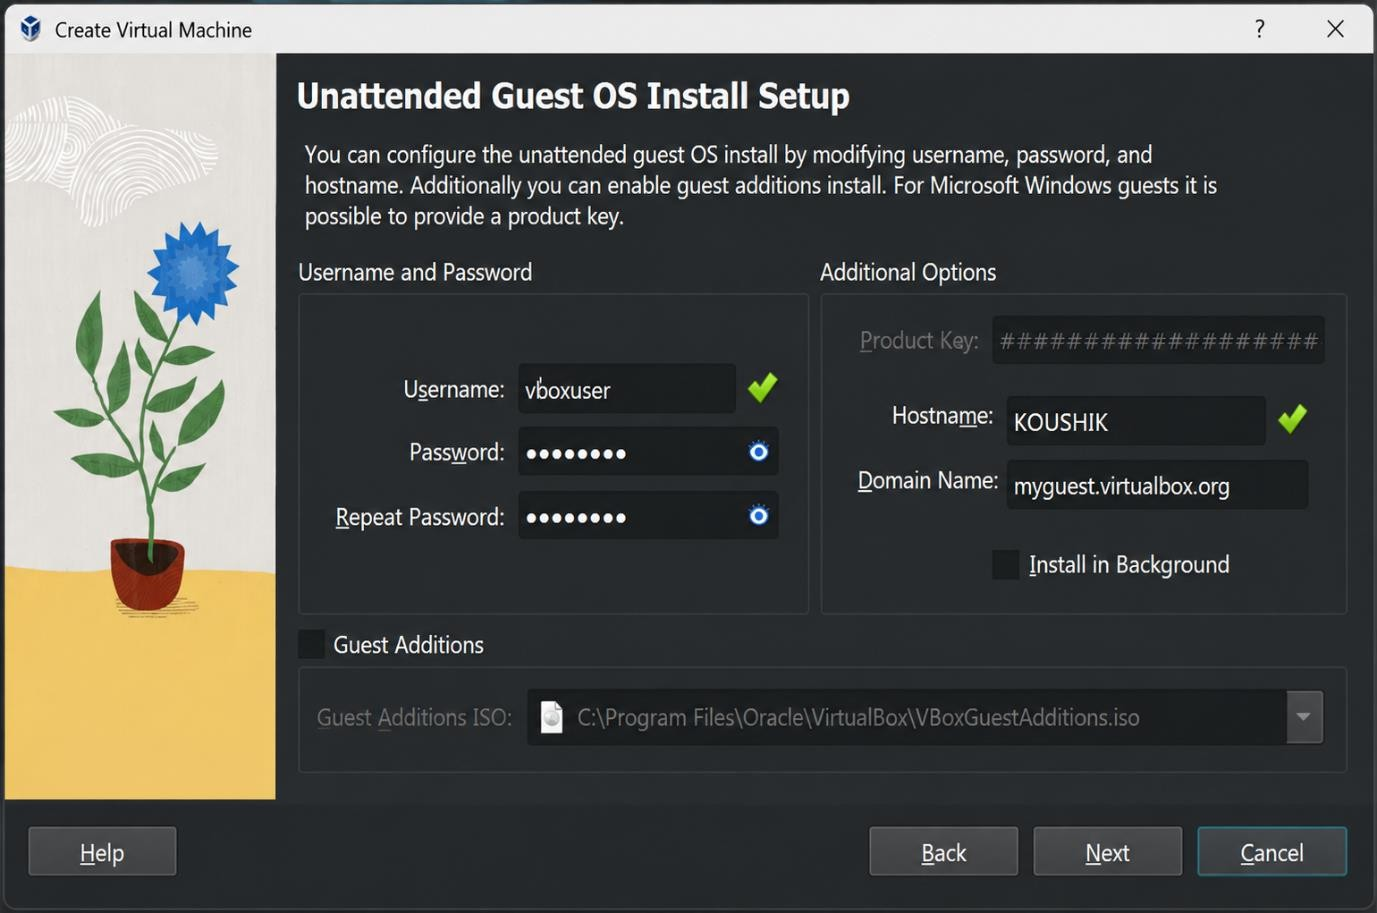 Create Virtual Machine
?
Unattended Guest OS Install Setup
You can configure the unattended guest OS install by modifying username, password, and
hostname. Additionally you can enable guest additions install. For Microsoft Windows guests it is
possible to provide a product key.
Username and Password
Username: vboxuser
Password: ●●●●●●●●
Repeat Password: ●●●●●●●●
Additional Options
Product Key: ###################
Hostname: KOUSHIK
Domain Name: myguest.virtualbox.org
Install in Background
Guest Additions
Guest Additions ISO: C:\Program Files\Oracle\VirtualBox\VBoxGuestAdditions.iso
Help
Back
Next
Cancel